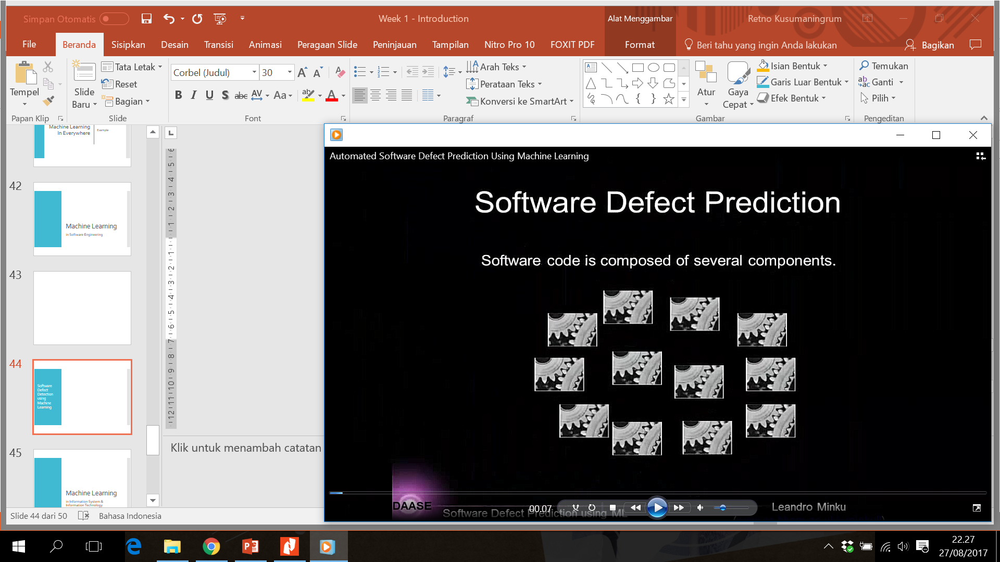 Simpan Otomatis
Week 1 - Introduction
Alat Menggambar
Retno Kusumaningrum
File
Beranda
Sisipkan
Desain
Transisi
Animasi
Peragaan Slide
Peninjauan
Tampilan
Nitro Pro 10
FOXIT PDF
Format
Beri tahu yang ingin Anda lakukan
Bagikan
Tempel
Slide
Baru
Tata Letak
Reset
Bagian
Corbel (Judul)
30
B I U S abc AV Aa
ab A
Arah Teks
Perataan Teks
Konversi ke SmartArt
Atur
Gaya
Cepat
Isian Bentuk
Garis Luar Bentuk
Efek Bentuk
Temukan
Ganti
Pilih
Papan Klip
Slide
Font
Paragraf
Gambar
Pengeditan
Machine Learning
In Everywhere
Example
42
Machine Learning
in Software Engineering
43
44
Software
Defect
Detection
using
Machine
Learning
45
Machine Learning
in Information System &
Information Technology
Klik untuk menambah catatan
Automated Software Defect Prediction Using Machine Learning
Software Defect Prediction
Software code is composed of several components.
DAASE
Software Defect Prediction using ML
00.07
Leandro Minku
Slide 44 dari 50
Bahasa Indonesia
22.27
27/08/2017